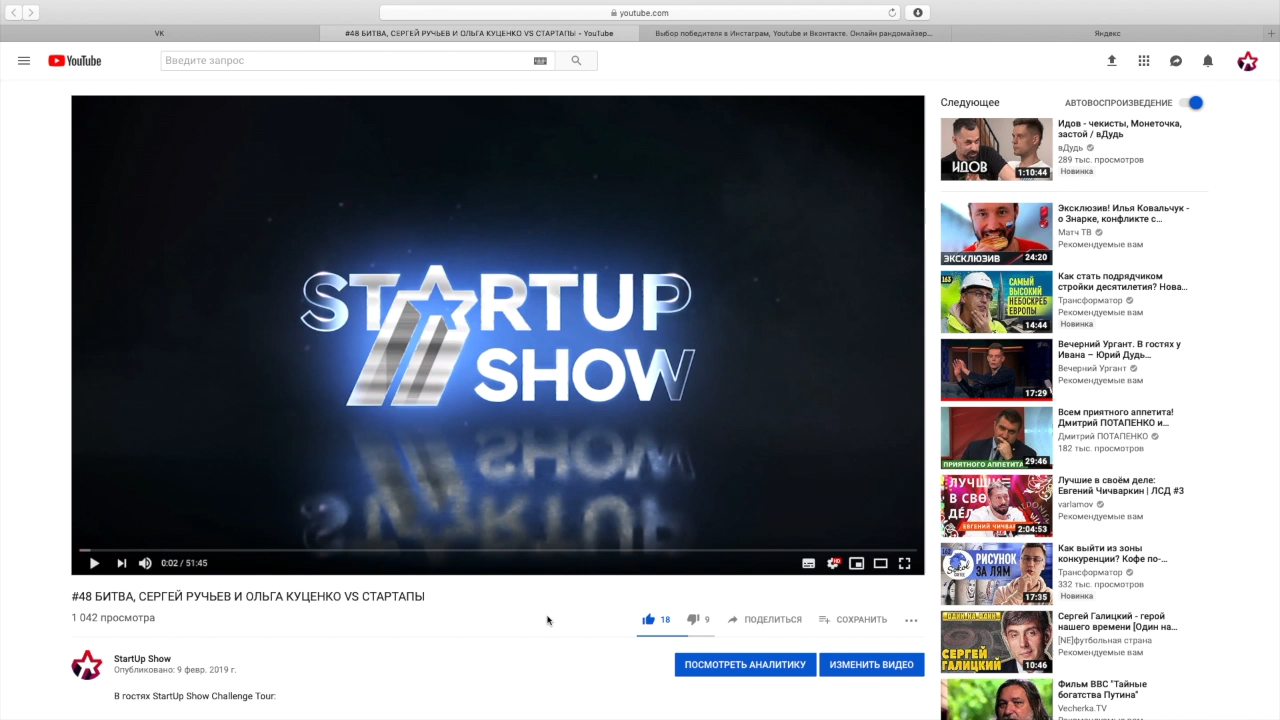 youtube.com
VK
#48 БИТВА, СЕРГЕЙ РУЧЬЕВ И ОЛЬГА КУЦЕНКО VS СТАРТАПЫ - YouTube
Выбор победителя в Инстаграм, Youtube и Вконтакте. Онлайн рандомайзер...
Яндекс
YouTube
Введите запрос
STARTUP
SHOW
0:02 / 51:45
HD
#48 БИТВА, СЕРГЕЙ РУЧЬЕВ И ОЛЬГА КУЦЕНКО VS СТАРТАПЫ
1 042 просмотра
18
9
ПОДЕЛИТЬСЯ
СОХРАНИТЬ
StartUp Show
Опубликовано: 9 февр. 2019 г.
ПОСМОТРЕТЬ АНАЛИТИКУ
ИЗМЕНИТЬ ВИДЕО
В гостях StartUp Show Challenge Tour:
Следующее
АВТОВОСПРОИЗВЕДЕНИЕ
ИДОВ
1:10:44
Идов - чекисты, Монеточка,
застой / вДудь
вДудь
289 тыс. просмотров
Новинка
ЭКСКЛЮЗИВ
24:20
Эксклюзив! Илья Ковальчук -
о Знарке, конфликте с...
Матч ТВ
Рекомендуемые вам
163
САМЫЙ
ВЫСОКИЙ
НЕБОСКРЕБ
ЕВРОПЫ
14:44
Как стать подрядчиком
стройки десятилетия? Нова...
Трансформатор
Рекомендуемые вам
Новинка
17:29
Вечерний Ургант. В гостях у
Ивана – Юрий Дудь...
Вечерний Ургант
Рекомендуемые вам
ПРИЯТНОГО АППЕТИТА
29:46
Всем приятного аппетита!
Дмитрий ПОТАПЕНКО и...
Дмитрий ПОТАПЕНКО
182 тыс. просмотров
ЛУЧШИЕ
В СВОЁМ
ДЕЛЕ
2:04:53
Лучшие в своём деле:
Евгений Чичваркин | ЛСД #3
varlamov
Рекомендуемые вам
162
РИСУНОК
ЗА ЛЯМ
17:35
Как выйти из зоны
конкуренции? Кофе по-...
Трансформатор
332 тыс. просмотров
Новинка
СЕРГЕЙ
ГАЛИЦКИЙ
10:46
Сергей Галицкий - герой
нашего времени [Один на...
[NE]футбольная страна
Рекомендуемые вам
Фильм BBC "Тайные
богатства Путина"
Vecherka.TV
Рекомендуемые вам